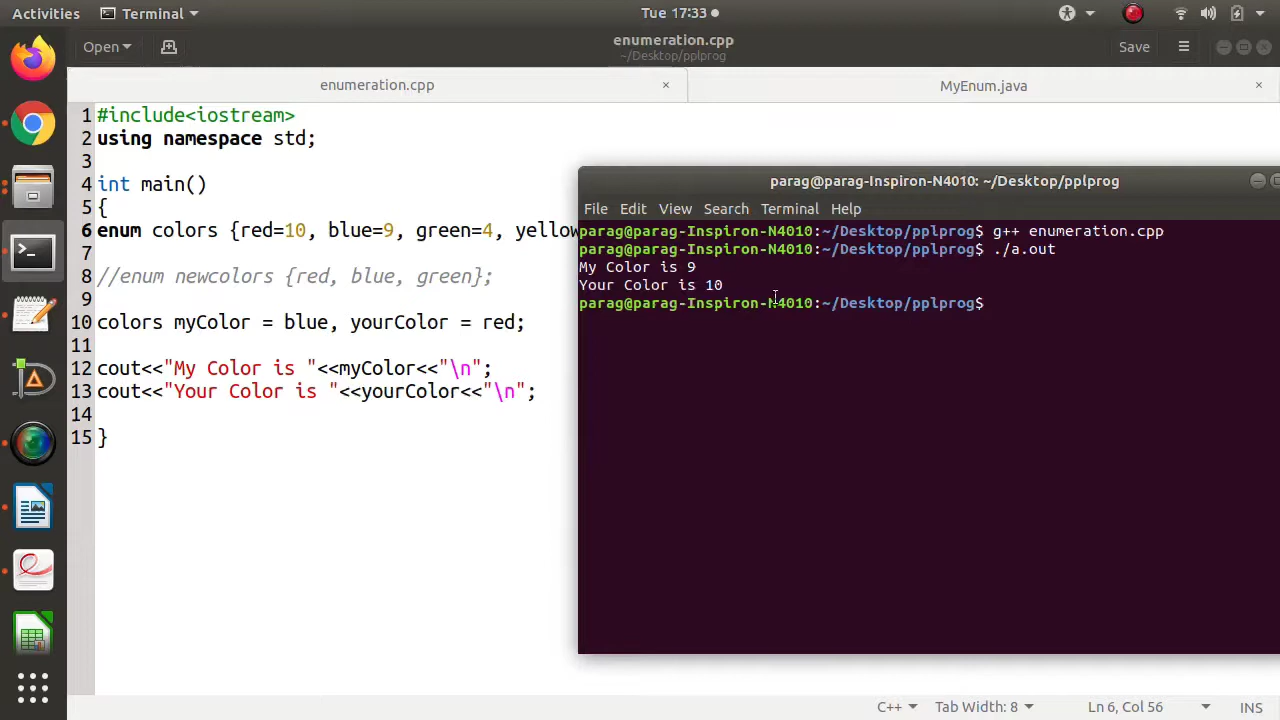 Activities Terminal Tue 17:33
Open enumeration.cpp Save
~/Desktop/pplprog
enumeration.cpp × MyEnum.java ×
1 #include<iostream>
2 using namespace std;
3
4 int main()
5 {
6 enum colors {red=10, blue=9, green=4, yellow
7
8 //enum newcolors {red, blue, green};
9
10 colors myColor = blue, yourColor = red;
11
12 cout<<"My Color is "<<myColor<<"\n";
13 cout<<"Your Color is "<<yourColor<<"\n";
14
15 }
parag@parag-Inspiron-N4010: ~/Desktop/pplprog
File Edit View Search Terminal Help
parag@parag-Inspiron-N4010:~/Desktop/pplprog$ g++ enumeration.cpp
parag@parag-Inspiron-N4010:~/Desktop/pplprog$ ./a.out
My Color is 9
Your Color is 10
parag@parag-Inspiron-N4010:~/Desktop/pplprog$
C++ Tab Width: 8 Ln 6, Col 56 INS